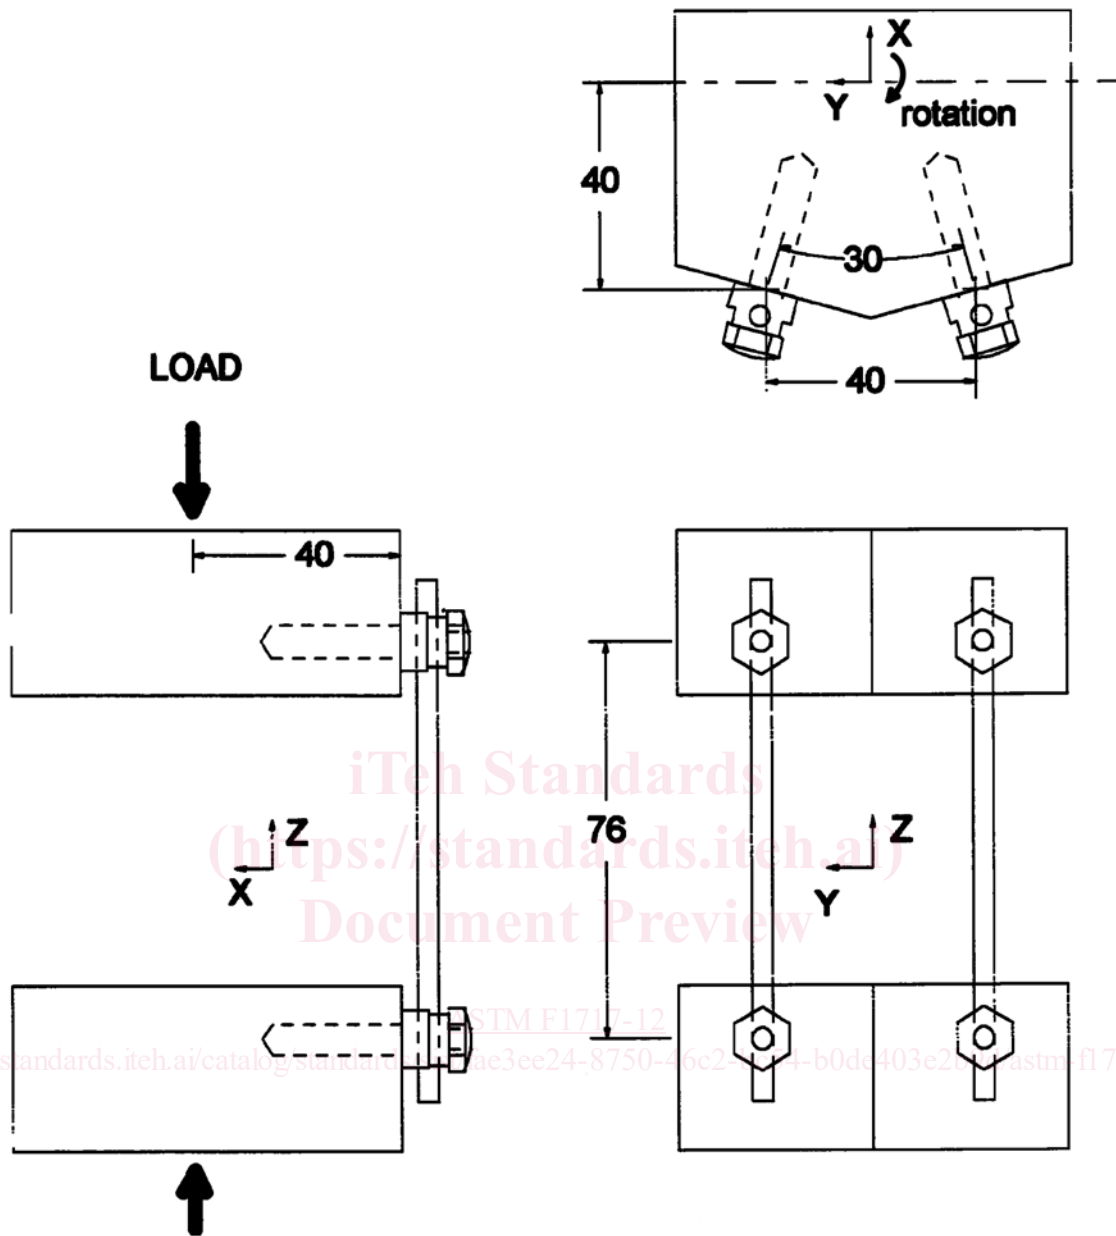 X
Y
rotation
40
30
40
LOAD
40
iTeh Standards
76
(https://standards.iteh.ai)
Z
X
Z
Y
Document Preview
ASTM F1717-12